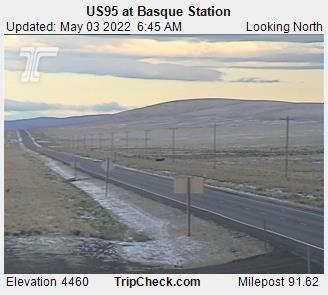 US95 at Basque Station
Updated: May 03 2022  6:45 AM    Looking North
Elevation 4460    TripCheck.com    Milepost 91.62